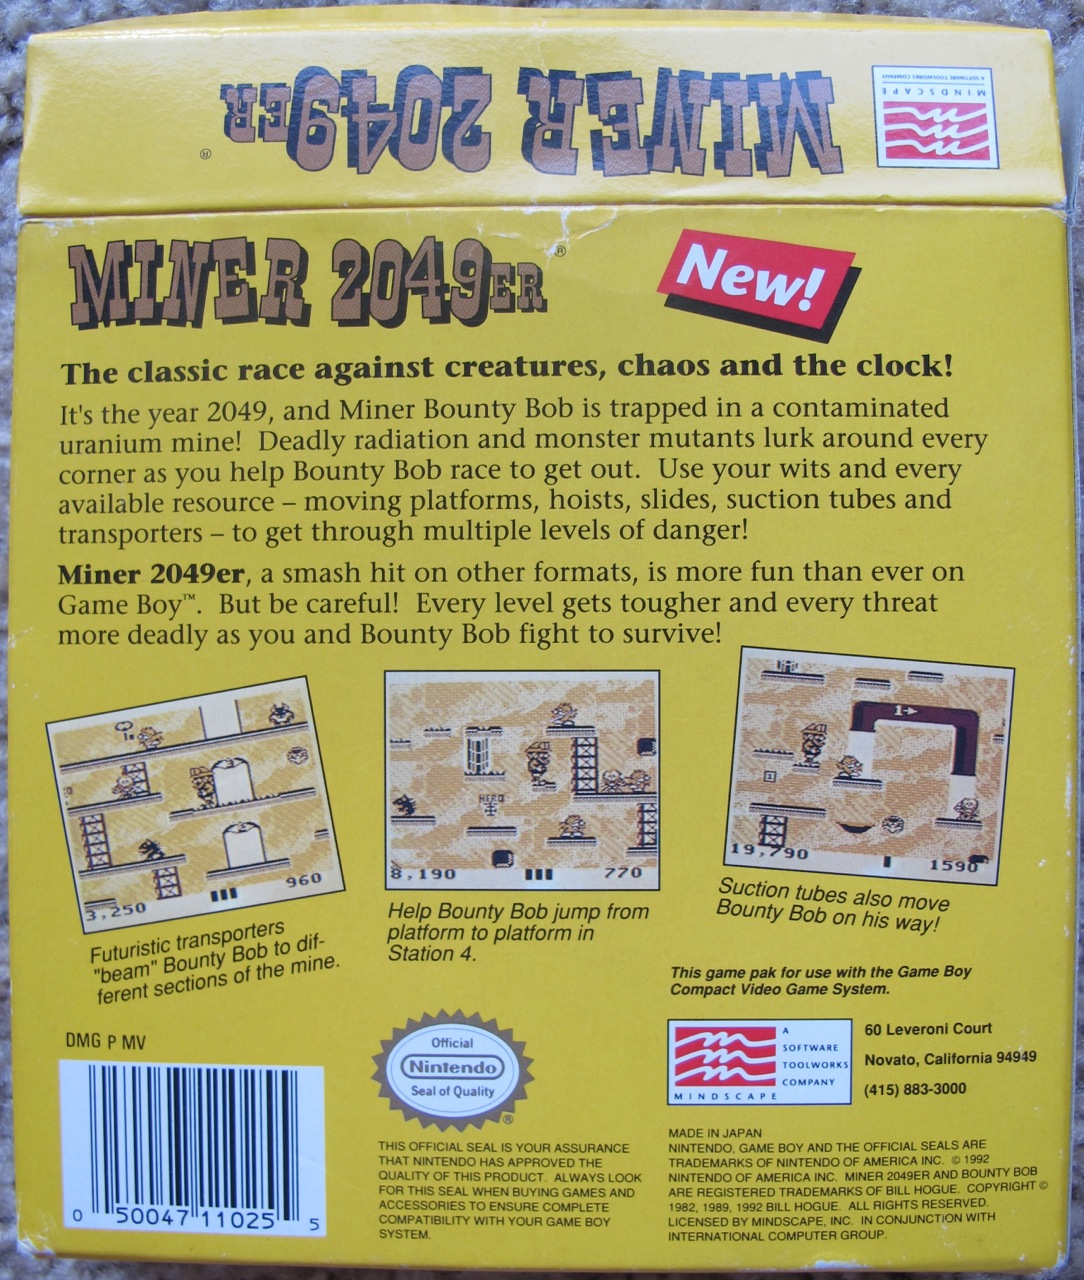 MINER 2049ER ®
MINDSCAPE
A SOFTWARE TOOLWORKS COMPANY
MINER 2049ER®
New!
The classic race against creatures, chaos and the clock!
It's the year 2049, and Miner Bounty Bob is trapped in a contaminated
uranium mine! Deadly radiation and monster mutants lurk around every
corner as you help Bounty Bob race to get out. Use your wits and every
available resource – moving platforms, hoists, slides, suction tubes and
transporters – to get through multiple levels of danger!
Miner 2049er, a smash hit on other formats, is more fun than ever on
Game Boy™. But be careful! Every level gets tougher and every threat
more deadly as you and Bounty Bob fight to survive!
3,250 960
Futuristic transporters
"beam" Bounty Bob to dif-
ferent sections of the mine.
HERO
8,190 770
Help Bounty Bob jump from
platform to platform in
Station 4.
1→
1
19,790 1590
Suction tubes also move
Bounty Bob on his way!
This game pak for use with the Game Boy
Compact Video Game System.
DMG P MV
0 50047 11025 5
Official
Nintendo
Seal of Quality
®
THIS OFFICIAL SEAL IS YOUR ASSURANCE
THAT NINTENDO HAS APPROVED THE
QUALITY OF THIS PRODUCT. ALWAYS LOOK
FOR THIS SEAL WHEN BUYING GAMES AND
ACCESSORIES TO ENSURE COMPLETE
COMPATIBILITY WITH YOUR GAME BOY
SYSTEM.
MINDSCAPE
A
SOFTWARE
TOOLWORKS
COMPANY
60 Leveroni Court
Novato, California 94949
(415) 883-3000
MADE IN JAPAN
NINTENDO, GAME BOY AND THE OFFICIAL SEALS ARE
TRADEMARKS OF NINTENDO OF AMERICA INC. © 1992
NINTENDO OF AMERICA INC. MINER 2049ER AND BOUNTY BOB
ARE REGISTERED TRADEMARKS OF BILL HOGUE. COPYRIGHT ©
1982, 1989, 1992 BILL HOGUE. ALL RIGHTS RESERVED.
LICENSED BY MINDSCAPE, INC. IN CONJUNCTION WITH
INTERNATIONAL COMPUTER GROUP.